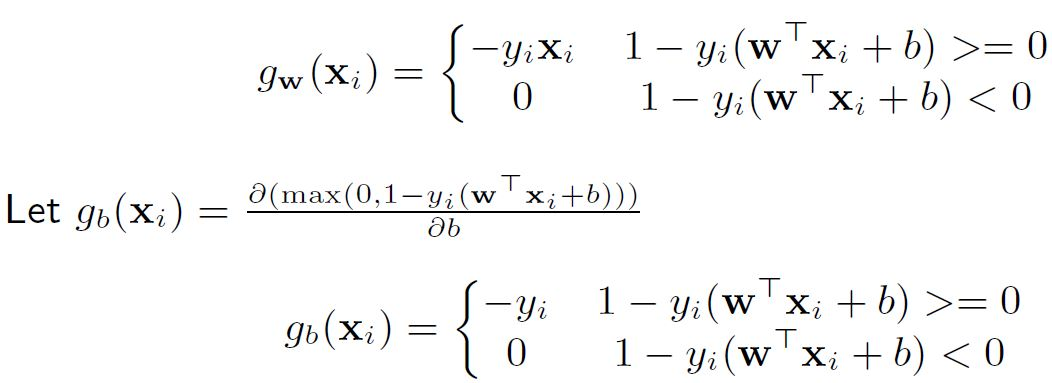 g_w(x_i) = { −y_i x_i   1 − y_i(w^⊤ x_i + b) >= 0
0   1 − y_i(w^⊤ x_i + b) < 0
Let g_b(x_i) = ∂(max(0,1−y_i(w^⊤ x_i+b))) / ∂b
g_b(x_i) = { −y_i   1 − y_i(w^⊤ x_i + b) >= 0
0   1 − y_i(w^⊤ x_i + b) < 0